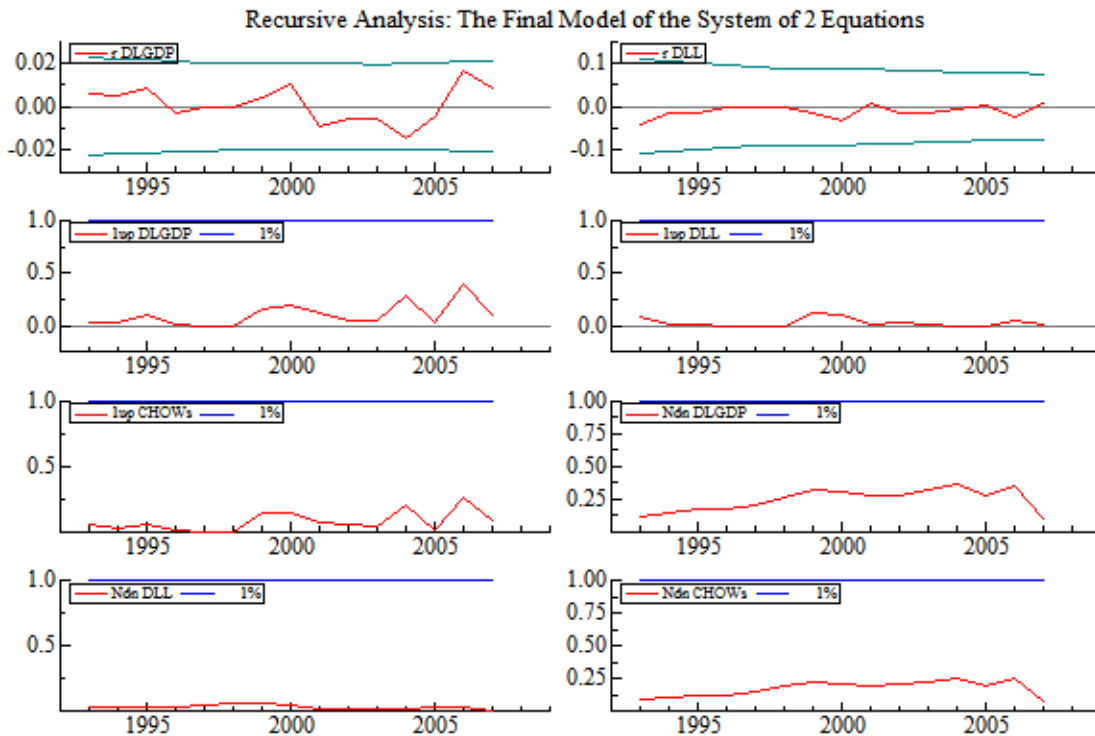 Recursive Analysis: The Final Model of the System of 2 Equations
r DLGDP
0.02
0.00
-0.02
1995 2000 2005
r DLL
0.1
0.0
-0.1
1995 2000 2005
1up DLGDP 1%
1.0
0.5
0.0
1995 2000 2005
1up DLL 1%
1.0
0.5
0.0
1995 2000 2005
1up CHOWs 1%
1.0
0.5
1995 2000 2005
Ndn DLGDP 1%
1.00
0.75
0.50
0.25
1995 2000 2005
Ndn DLL 1%
1.0
0.5
1995 2000 2005
Ndn CHOWs 1%
1.00
0.75
0.50
0.25
1995 2000 2005